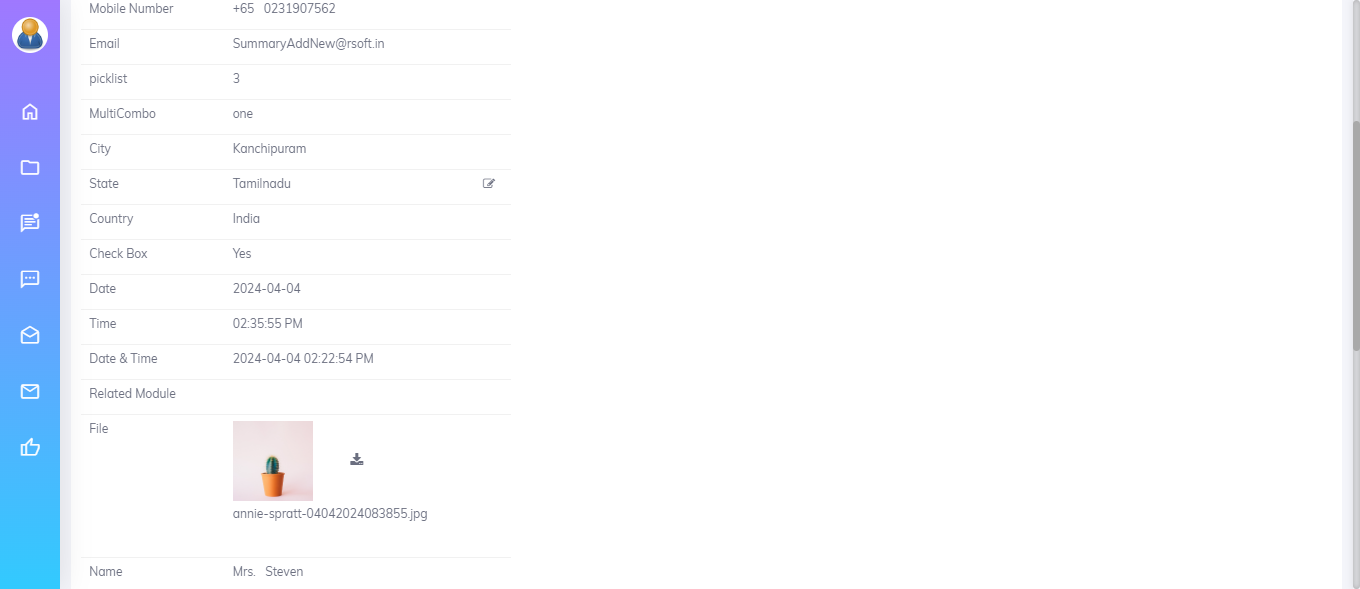 Mobile Number +65 0231907562
Email SummaryAddNew@rsoft.in
picklist 3
MultiCombo one
City Kanchipuram
State Tamilnadu
Country India
Check Box Yes
Date 2024-04-04
Time 02:35:55 PM
Date & Time 2024-04-04 02:22:54 PM
Related Module
File
annie-spratt-04042024083855.jpg
Name Mrs. Steven